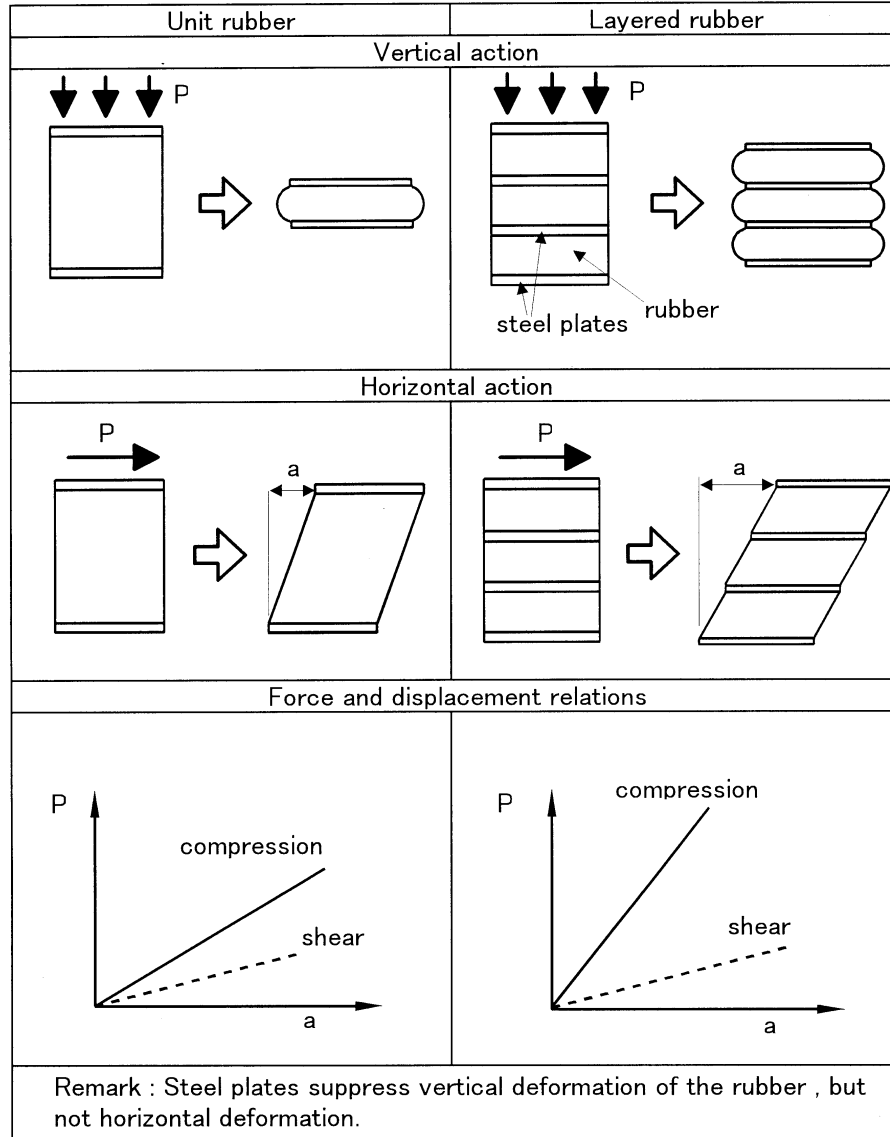 Unit rubber
Layered rubber
Vertical action
P
P
steel plates
rubber
Horizontal action
P
a
P
a
Force and displacement relations
P
compression
shear
a
P
compression
shear
a
Remark : Steel plates suppress vertical deformation of the rubber , but
not horizontal deformation.